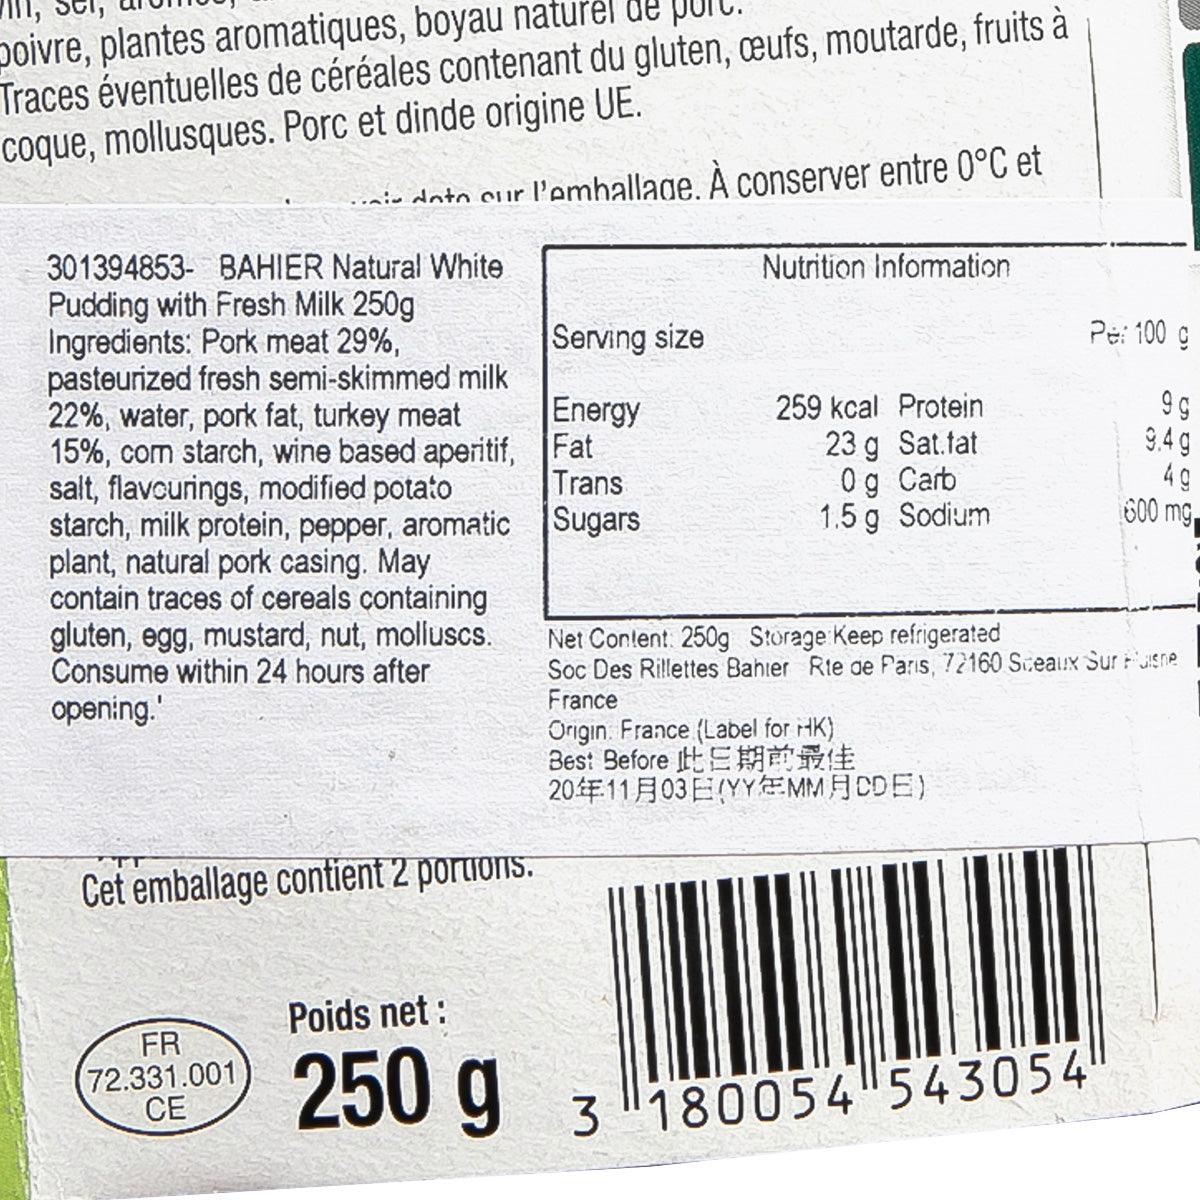 poivre, plantes aromatiques, boyau naturel de porc.
Traces éventuelles de céréales contenant du gluten, œufs, moutarde, fruits à
coque, mollusques. Porc et dinde origine UE.
sur l'emballage. À conserver entre 0°C et
301394853- BAHIER Natural White
Pudding with Fresh Milk 250g
Ingredients: Pork meat 29%,
pasteurized fresh semi-skimmed milk
22%, water, pork fat, turkey meat
15%, corn starch, wine based aperitif,
salt, flavourings, modified potato
starch, milk protein, pepper, aromatic
plant, natural pork casing. May
contain traces of cereals containing
gluten, egg, mustard, nut, molluscs.
Consume within 24 hours after
opening.'
Nutrition Information
Serving size Per 100 g
Energy 259 kcal Protein 9 g
Fat 23 g Sat.fat 9.4 g
Trans 0 g Carb 4 g
Sugars 1.5 g Sodium 600 mg
Net Content: 250g Storage:Keep refrigerated
Soc Des Rillettes Bahier Rte de Paris, 72160 Sceaux Sur Huisne
France
Origin: France (Label for HK)
Best Before 此日期前最佳
20年11月03日(YY年MM月DD日)
Cet emballage contient 2 portions.
Poids net :
250 g
FR
72.331.001
CE
3 180054 543054